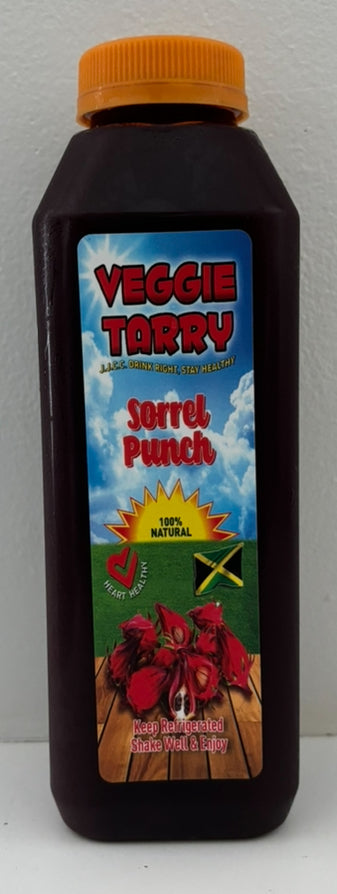 VEGGIE
TARRY
J.J.C.C. DRINK RIGHT, STAY HEALTHY
Sorrel
Punch
100%
NATURAL
HEART HEALTHY
Keep Refrigerated
Shake Well & Enjoy